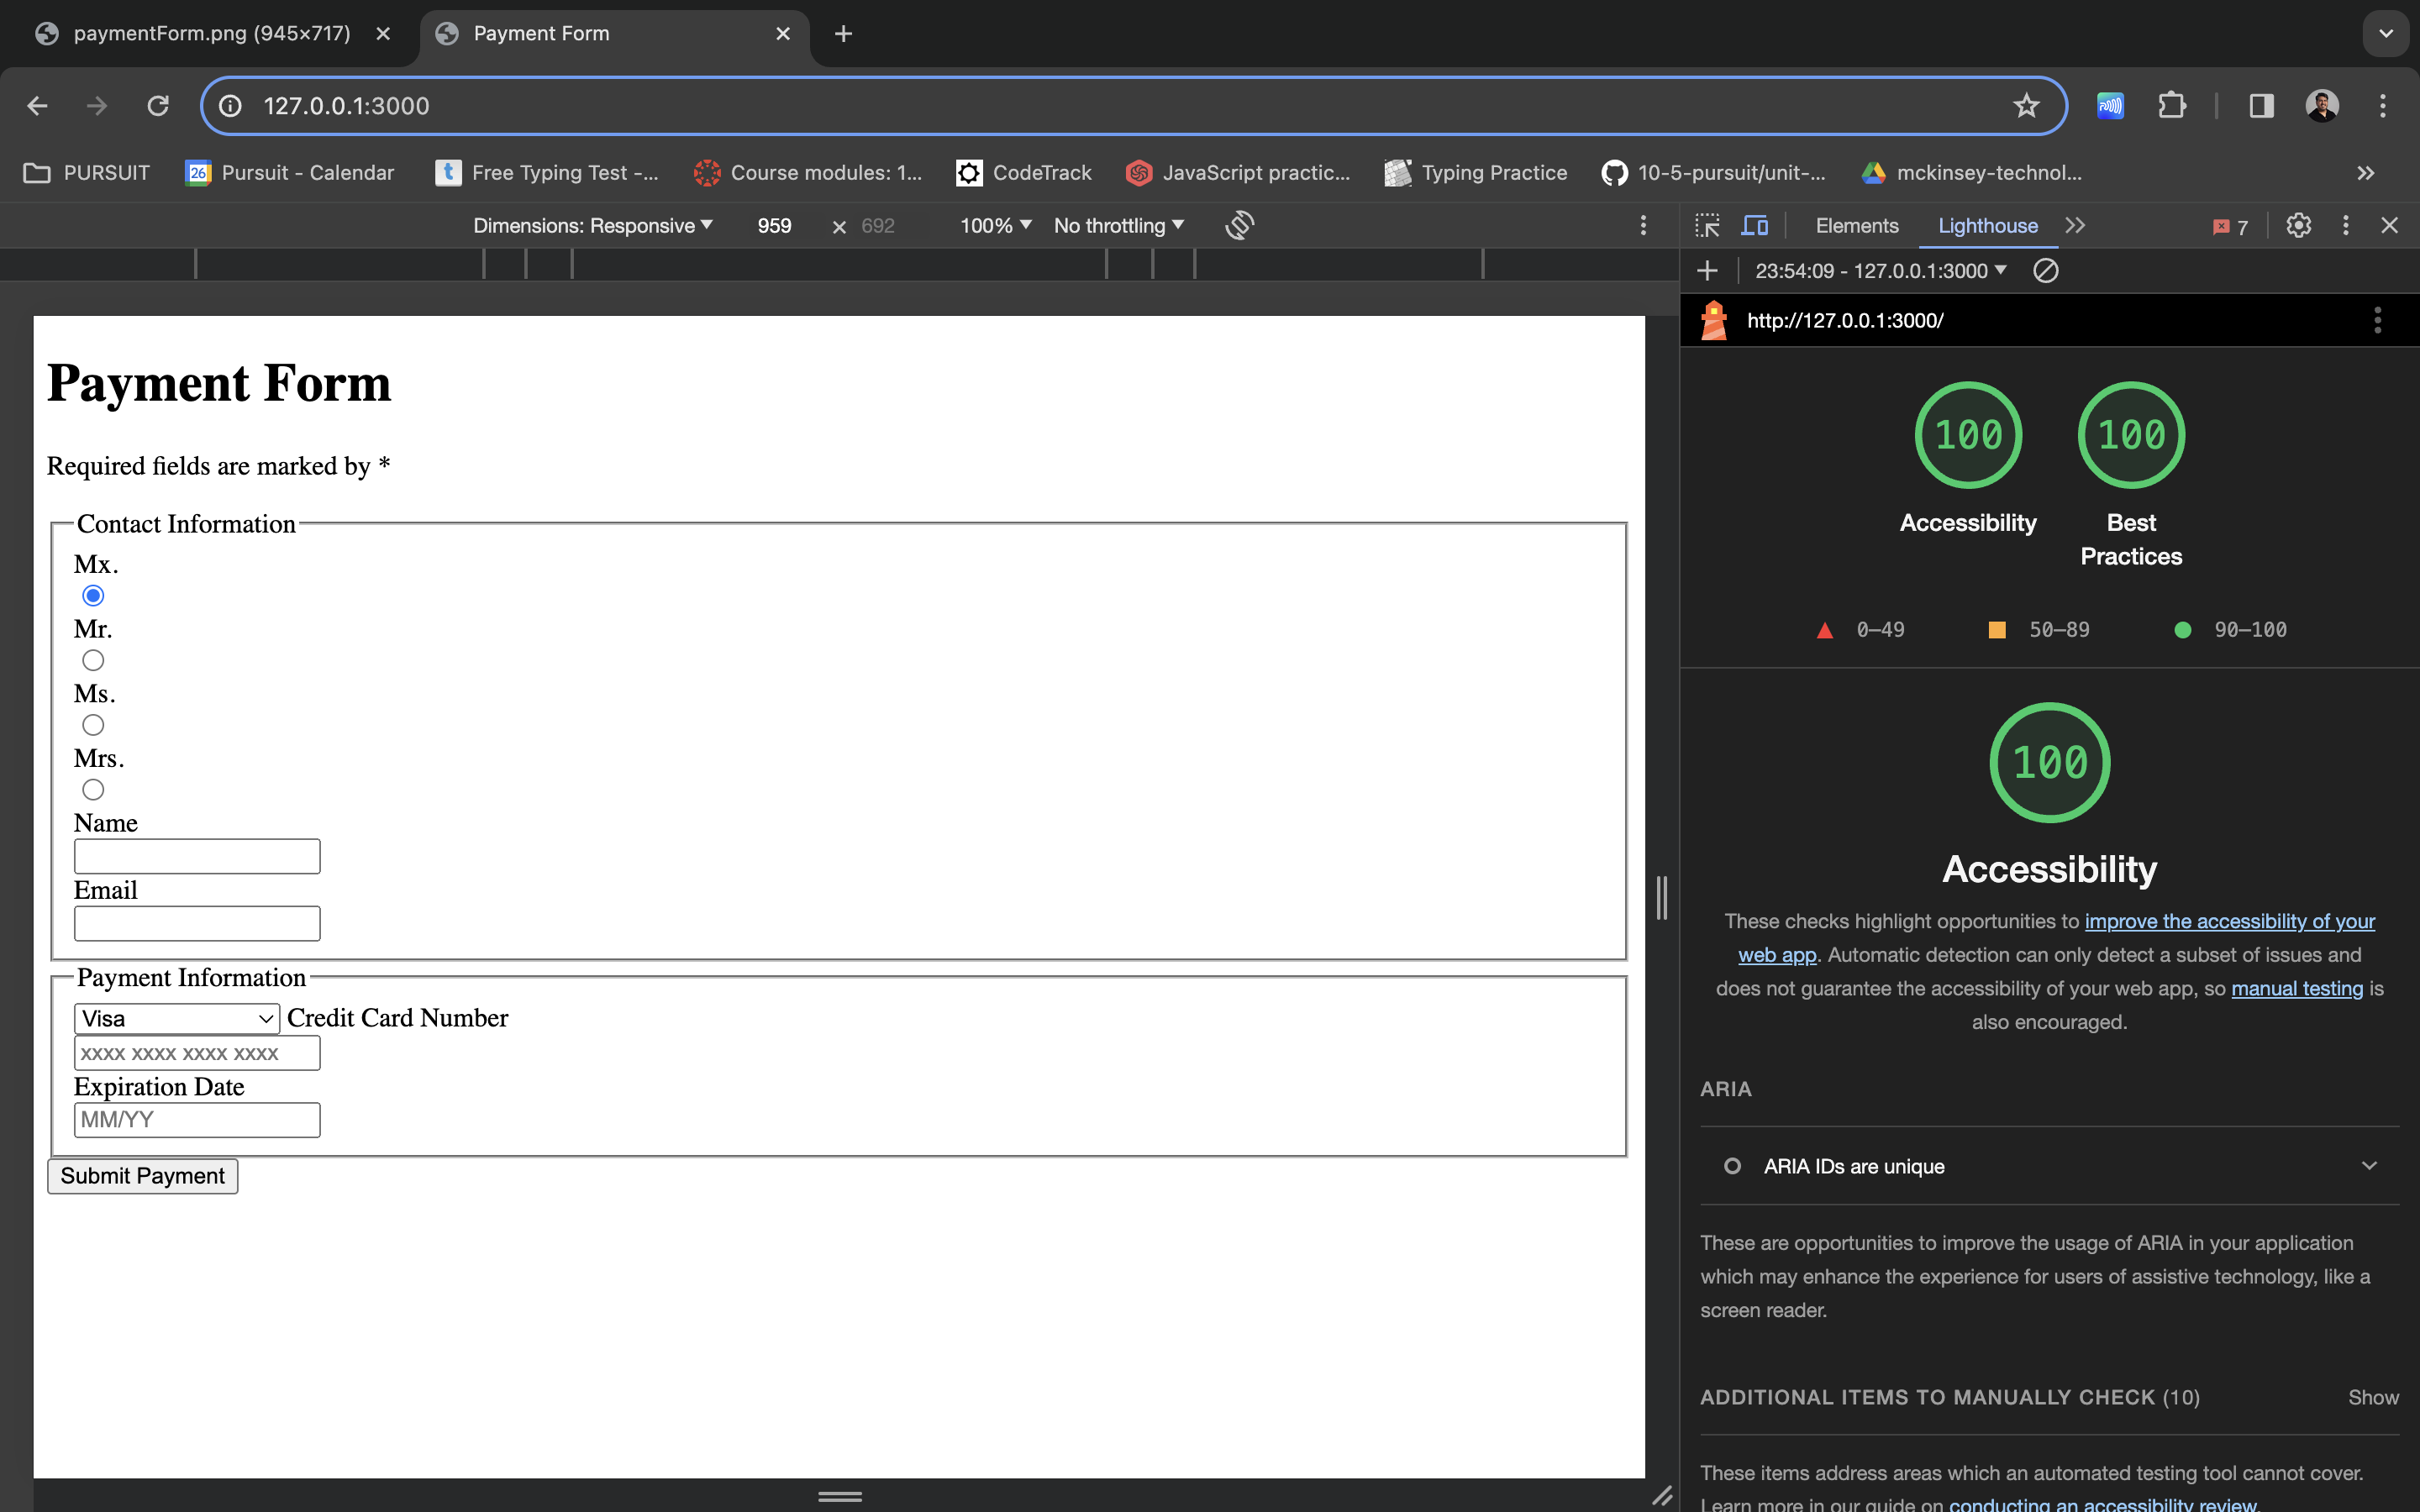 paymentForm.png (945×717)
Payment Form
127.0.0.1:3000
PURSUIT
26
Pursuit - Calendar
t
Free Typing Test -...
Course modules: 1...
CodeTrack
JavaScript practic...
Typing Practice
10-5-pursuit/unit-...
mckinsey-technol...
Dimensions: Responsive
959
×
692
100%
No throttling
Elements
Lighthouse
7
23:54:09 - 127.0.0.1:3000
http://127.0.0.1:3000/
Payment Form
Required fields are marked by *
Contact Information
Mx.
Mr.
Ms.
Mrs.
Name
Email
Payment Information
Visa
Credit Card Number
xxxx xxxx xxxx xxxx
Expiration Date
MM/YY
Submit Payment
100
Accessibility
100
Best
Practices
0–49
50–89
90–100
100
Accessibility
These checks highlight opportunities to improve the accessibility of your
web app. Automatic detection can only detect a subset of issues and
does not guarantee the accessibility of your web app, so manual testing is
also encouraged.
ARIA
ARIA IDs are unique
These are opportunities to improve the usage of ARIA in your application
which may enhance the experience for users of assistive technology, like a
screen reader.
ADDITIONAL ITEMS TO MANUALLY CHECK (10)
Show
These items address areas which an automated testing tool cannot cover.
Learn more in our guide on conducting an accessibility review.